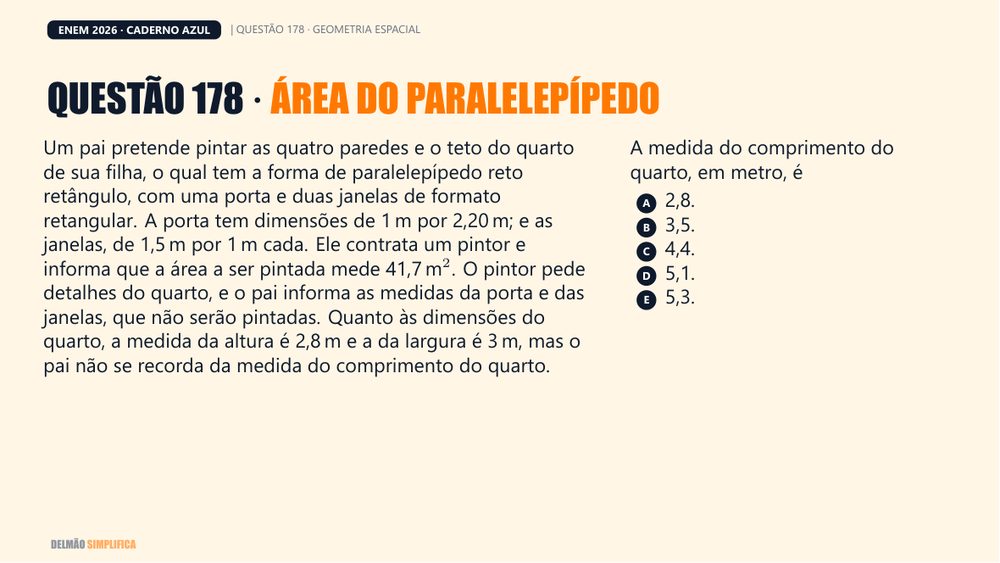 ENEM 2026 · CADERNO AZUL | QUESTÃO 178 · GEOMETRIA ESPACIAL
QUESTÃO 178 · ÁREA DO PARALELEPÍPEDO
Um pai pretende pintar as quatro paredes e o teto do quarto
de sua filha, o qual tem a forma de paralelepípedo reto
retângulo, com uma porta e duas janelas de formato
retangular. A porta tem dimensões de 1 m por 2,20 m; e as
janelas, de 1,5 m por 1 m cada. Ele contrata um pintor e
informa que a área a ser pintada mede 41,7 m². O pintor pede
detalhes do quarto, e o pai informa as medidas da porta e das
janelas, que não serão pintadas. Quanto às dimensões do
quarto, a medida da altura é 2,8 m e a da largura é 3 m, mas o
pai não se recorda da medida do comprimento do quarto.
A medida do comprimento do
quarto, em metro, é
A 2,8.
B 3,5.
C 4,4.
D 5,1.
E 5,3.
DELMÃO SIMPLIFICA